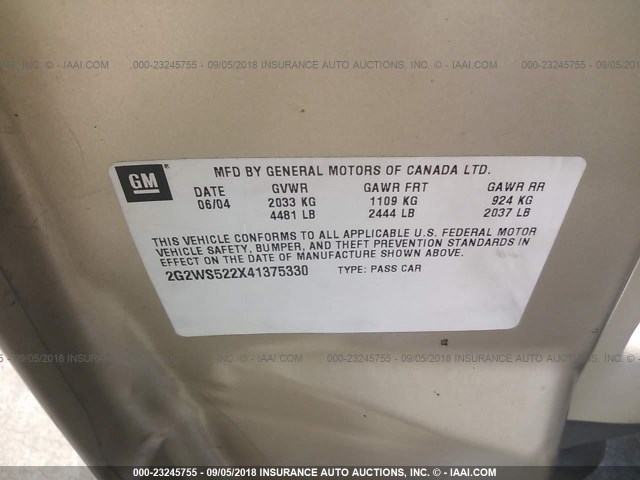 000-23245755 - 09/05/2018 INSURANCE AUTO AUCTIONS, INC. - © IAAI.COM
GM
MFD BY GENERAL MOTORS OF CANADA LTD.
DATE GVWR GAWR FRT GAWR RR
06/04 2033 KG 1109 KG 924 KG
4481 LB 2444 LB 2037 LB
THIS VEHICLE CONFORMS TO ALL APPLICABLE U.S. FEDERAL MOTOR
VEHICLE SAFETY, BUMPER, AND THEFT PREVENTION STANDARDS IN
EFFECT ON THE DATE OF MANUFACTURE SHOWN ABOVE.
2G2WS522X41375330 TYPE: PASS CAR
000-23245755 - 09/05/2018 INSURANCE AUTO AUCTIONS, INC. - © IAAI.COM
000-23245755 - 09/05/2018 INSURANCE AUTO AUCTIONS, INC. - © IAAI.COM